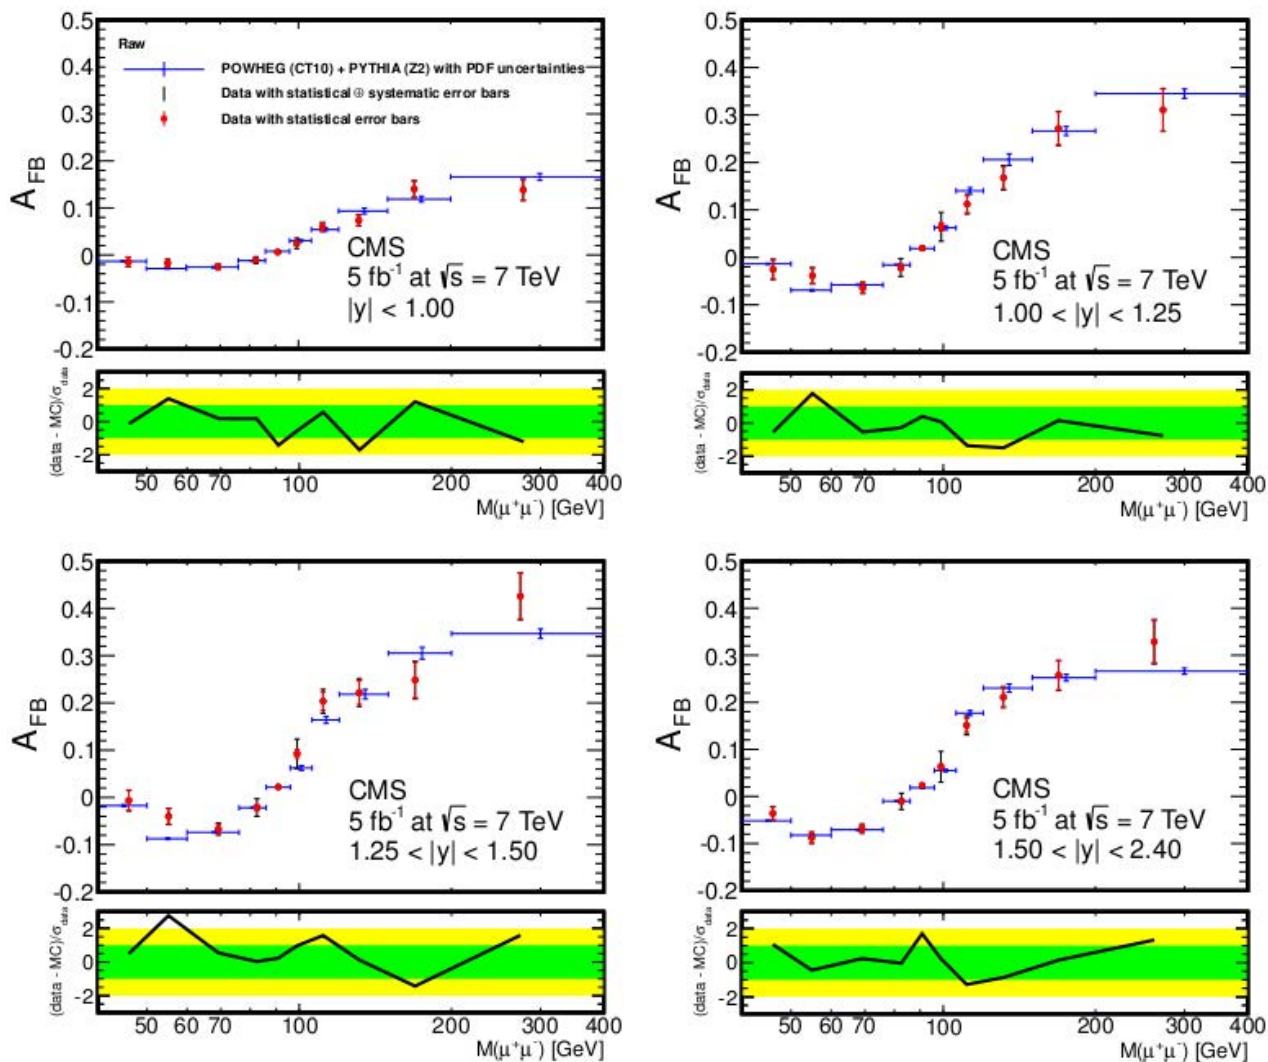 0.5
0.4
0.3
0.2
0.1
0
-0.1
-0.2
A_FB
Raw
POWHEG (CT10) + PYTHIA (Z2) with PDF uncertainties
Data with statistical ⊕ systematic error bars
Data with statistical error bars
CMS
5 fb⁻¹ at √s = 7 TeV
|y| < 1.00
(data - MC)/σ_data
2
0
-2
50 60 70 100 200 300 400
M(μ⁺μ⁻) [GeV]
0.5
0.4
0.3
0.2
0.1
0
-0.1
-0.2
A_FB
CMS
5 fb⁻¹ at √s = 7 TeV
1.00 < |y| < 1.25
(data - MC)/σ_data
2
0
-2
50 60 70 100 200 300 400
M(μ⁺μ⁻) [GeV]
0.5
0.4
0.3
0.2
0.1
0
-0.1
-0.2
A_FB
CMS
5 fb⁻¹ at √s = 7 TeV
1.25 < |y| < 1.50
(data - MC)/σ_data
2
0
-2
50 60 70 100 200 300 400
M(μ⁺μ⁻) [GeV]
0.5
0.4
0.3
0.2
0.1
0
-0.1
-0.2
A_FB
CMS
5 fb⁻¹ at √s = 7 TeV
1.50 < |y| < 2.40
(data - MC)/σ_data
2
0
-2
50 60 70 100 200 300 400
M(μ⁺μ⁻) [GeV]